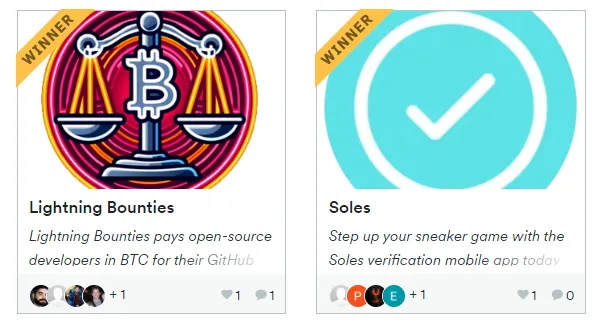 WINNER
Lightning Bounties
Lightning Bounties pays open-source
developers in BTC for their GitHub
+ 1
1
1
WINNER
Soles
Step up your sneaker game with the
Soles verification mobile app today
P
E
+ 1
1
0